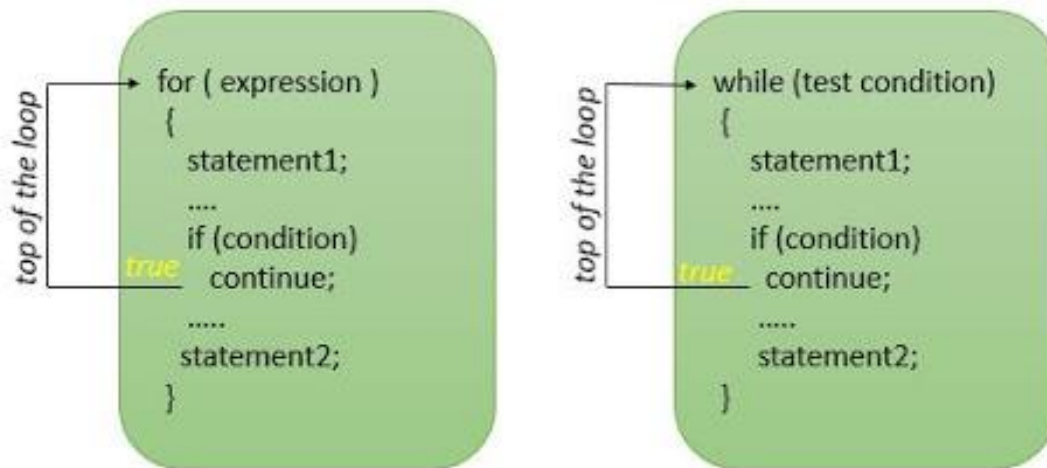 top of the loop
for ( expression )
{
statement1;
....
if (condition)
true
continue;
.....
statement2;
}
top of the loop
while (test condition)
{
statement1;
....
if (condition)
true
continue;
.....
statement2;
}